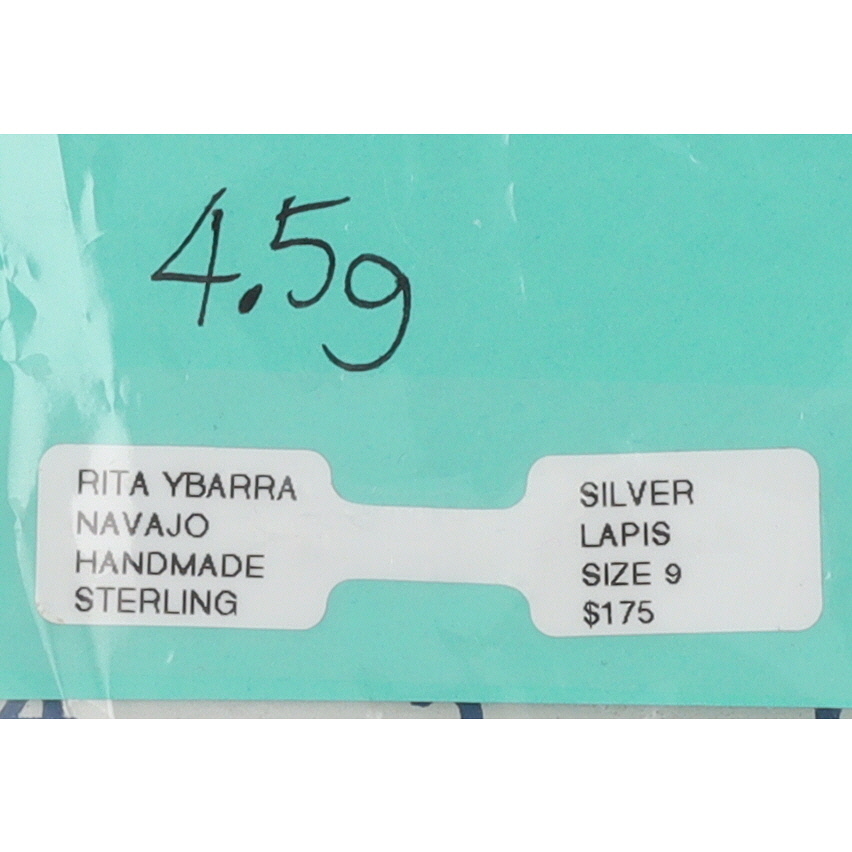 4.5g
RITA YBARRA
NAVAJO
HANDMADE
STERLING
SILVER
LAPIS
SIZE 9
$175